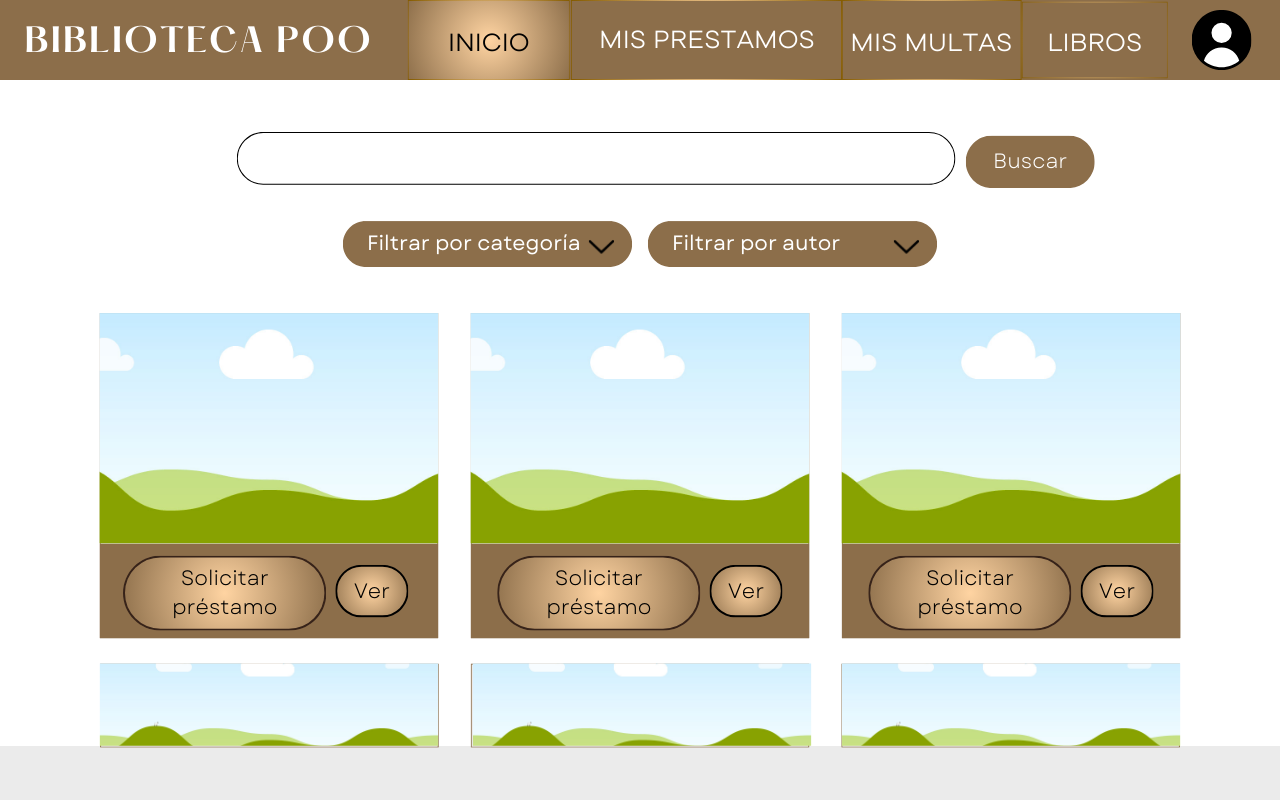 BIBLIOTECA POO
INICIO
MIS PRESTAMOS
MIS MULTAS
LIBROS
Buscar
Filtrar por categoría
Filtrar por autor
Solicitar
préstamo
Ver
Solicitar
préstamo
Ver
Solicitar
préstamo
Ver